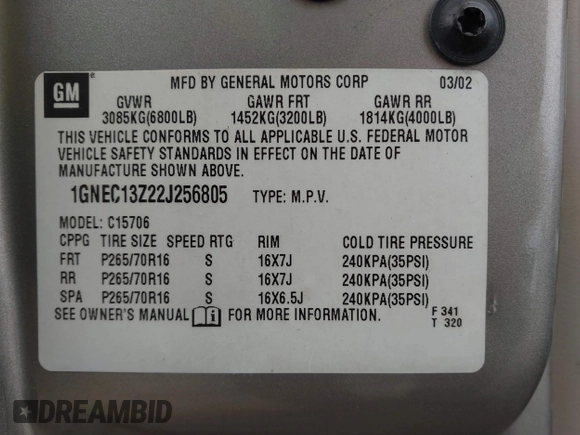 GM
MFD BY GENERAL MOTORS CORP 03/02
GVWR GAWR FRT GAWR RR
3085KG(6800LB) 1452KG(3200LB) 1814KG(4000LB)
THIS VEHICLE CONFORMS TO ALL APPLICABLE U.S. FEDERAL MOTOR
VEHICLE SAFETY STANDARDS IN EFFECT ON THE DATE OF
MANUFACTURE SHOWN ABOVE.
1GNEC13Z22J256805 TYPE: M.P.V.
MODEL: C15706
CPPG TIRE SIZE SPEED RTG RIM COLD TIRE PRESSURE
FRT P265/70R16 S 16X7J 240KPA(35PSI)
RR P265/70R16 S 16X7J 240KPA(35PSI)
SPA P265/70R16 S 16X6.5J 240KPA(35PSI)
SEE OWNER'S MANUAL FOR MORE INFORMATION.
F 341
T 320
DREAMBID